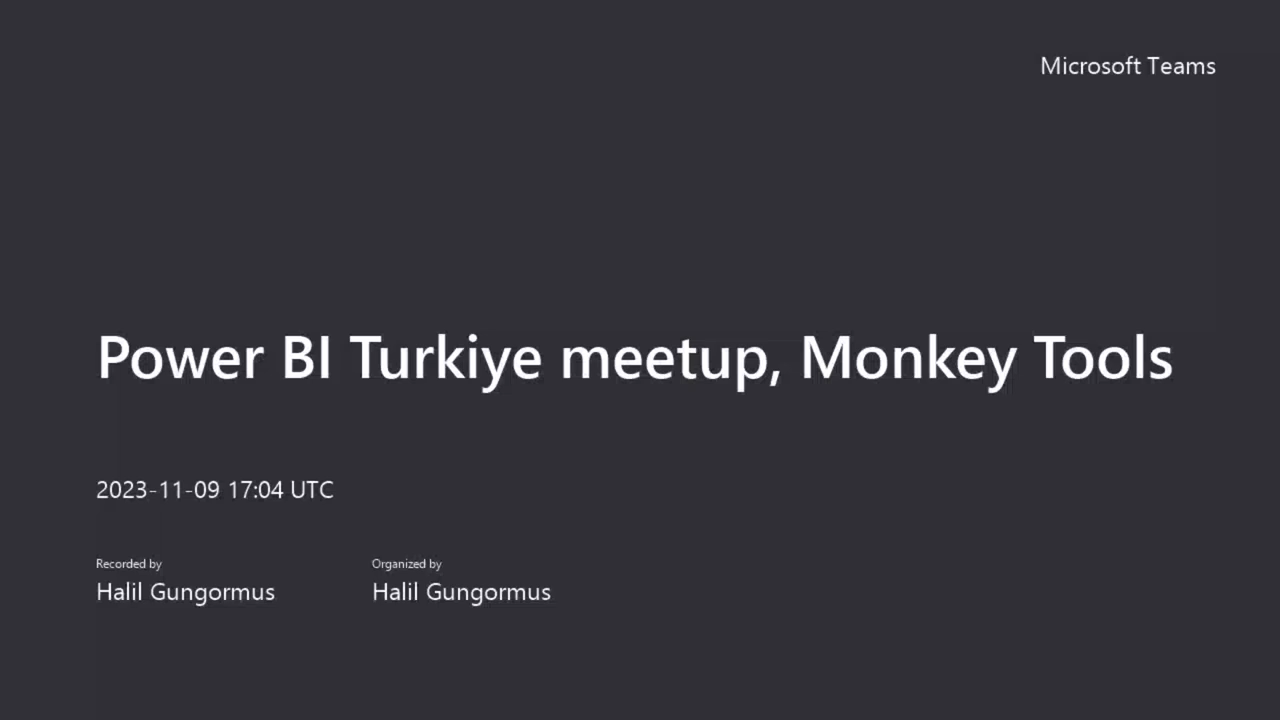 Microsoft Teams
Power BI Turkiye meetup, Monkey Tools
2023-11-09 17:04 UTC
Recorded by
Halil Gungormus
Organized by
Halil Gungormus